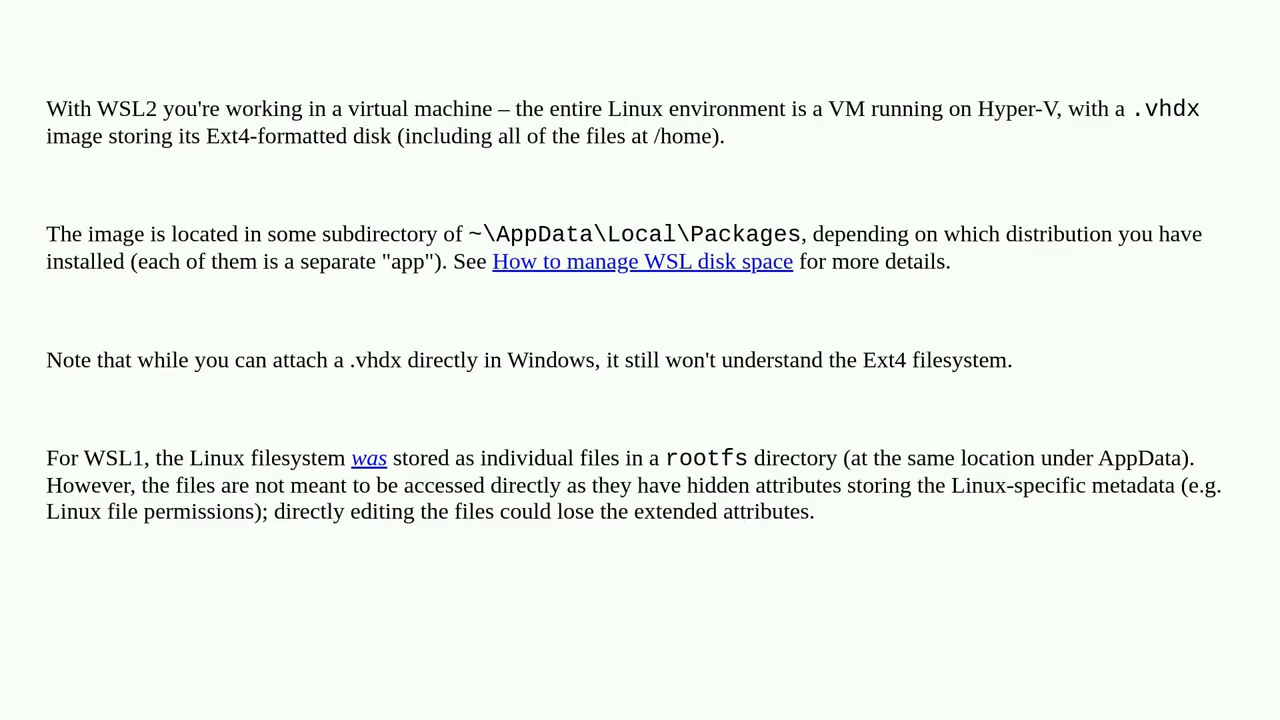 With WSL2 you're working in a virtual machine – the entire Linux environment is a VM running on Hyper-V, with a .vhdx
image storing its Ext4-formatted disk (including all of the files at /home).
The image is located in some subdirectory of ~\AppData\Local\Packages, depending on which distribution you have
installed (each of them is a separate "app"). See How to manage WSL disk space for more details.
Note that while you can attach a .vhdx directly in Windows, it still won't understand the Ext4 filesystem.
For WSL1, the Linux filesystem was stored as individual files in a rootfs directory (at the same location under AppData).
However, the files are not meant to be accessed directly as they have hidden attributes storing the Linux-specific metadata (e.g.
Linux file permissions); directly editing the files could lose the extended attributes.